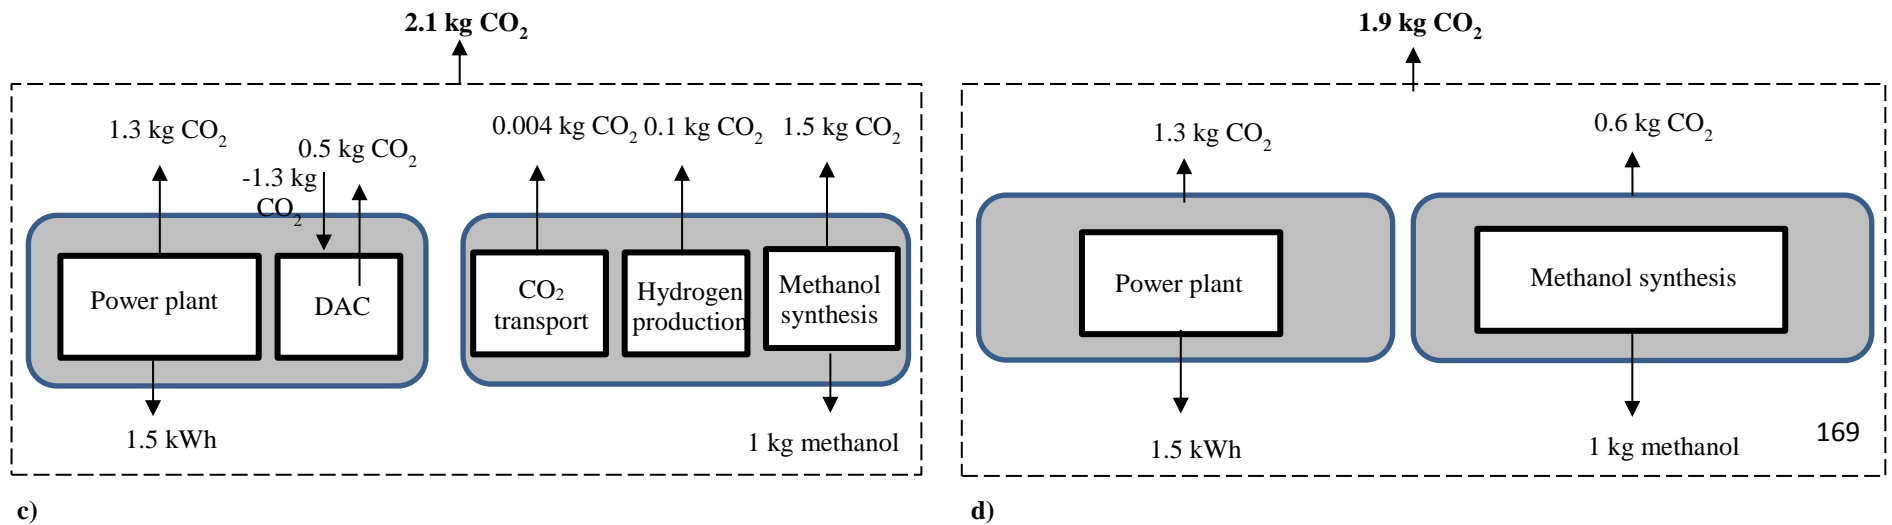 2.1 kg CO₂
1.3 kg CO₂
0.5 kg CO₂
-1.3 kg
CO₂
0.004 kg CO₂
0.1 kg CO₂
1.5 kg CO₂
Power plant
DAC
CO₂
transport
Hydrogen
production
Methanol
synthesis
1.5 kWh
1 kg methanol
c)
1.9 kg CO₂
1.3 kg CO₂
0.6 kg CO₂
Power plant
Methanol synthesis
1.5 kWh
1 kg methanol
169
d)